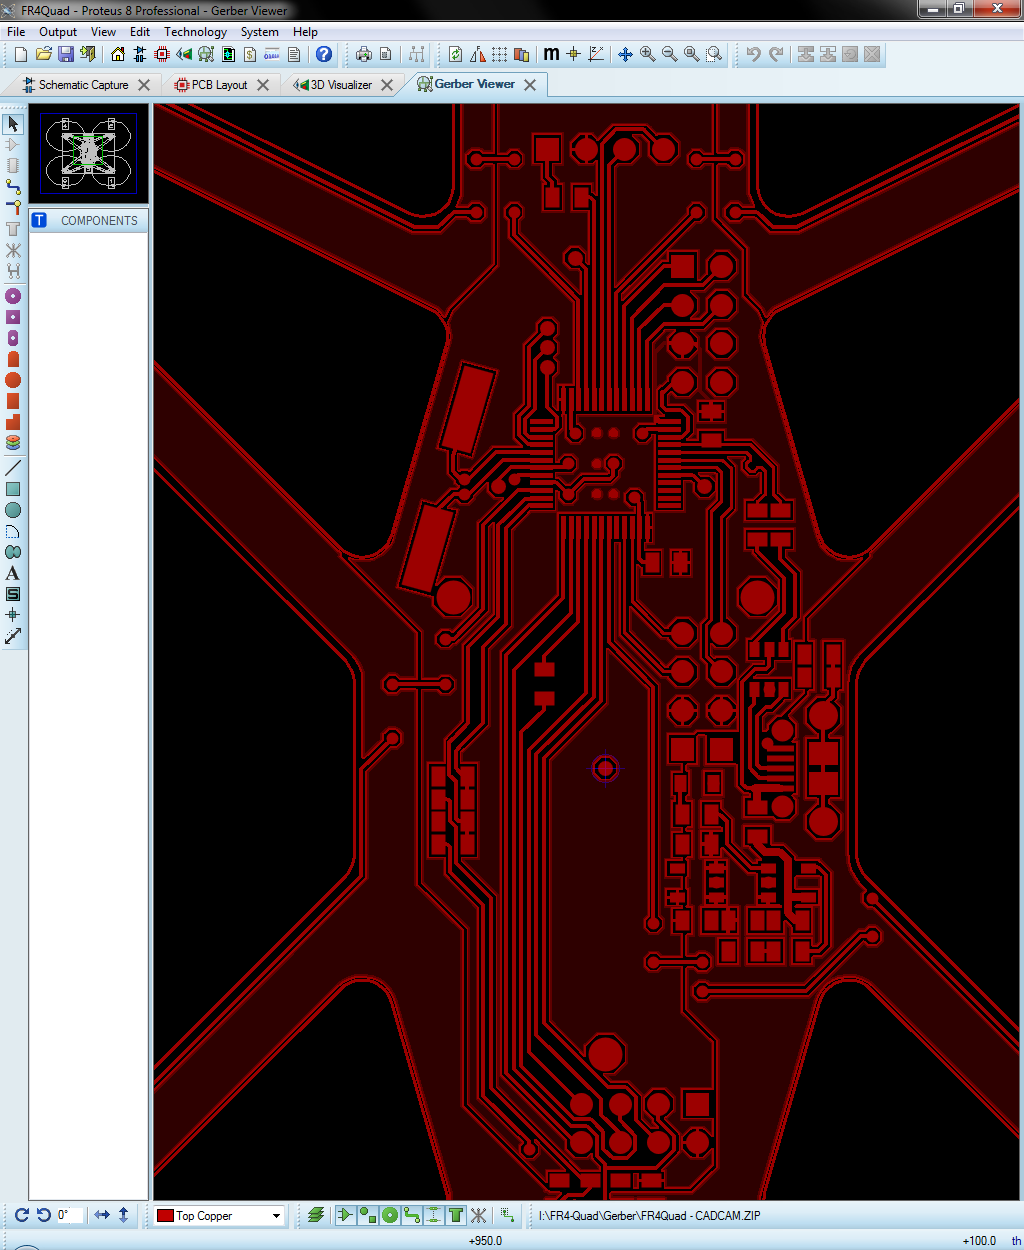 FR4Quad - Proteus 8 Professional - Gerber Viewer
File Output View Edit Technology System Help
Schematic Capture PCB Layout 3D Visualizer Gerber Viewer
T COMPONENTS
A
S
0° Top Copper I:\FR4-Quad\Gerber\FR4Quad - CADCAM.ZIP
+950.0 +100.0 th